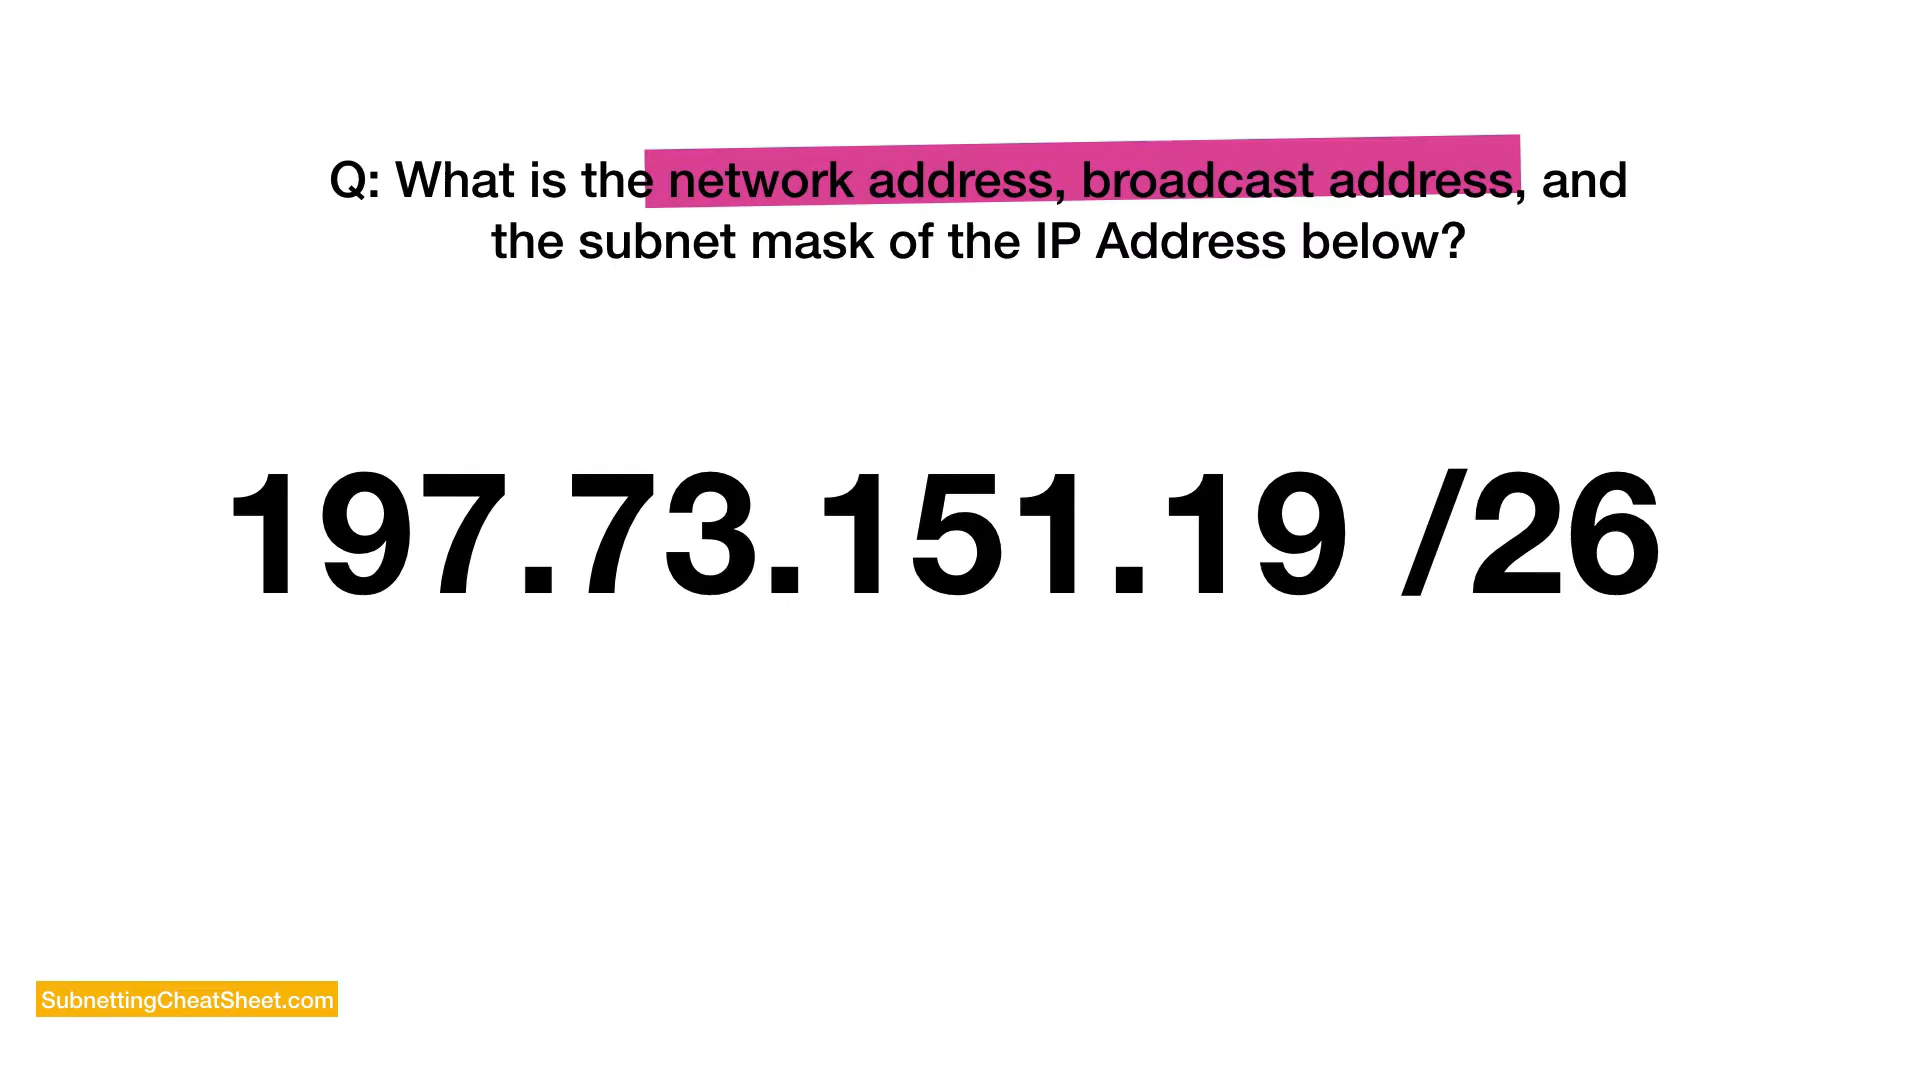 Q: What is the network address, broadcast address, and
the subnet mask of the IP Address below?
197.73.151.19 /26
SubnettingCheatSheet.com